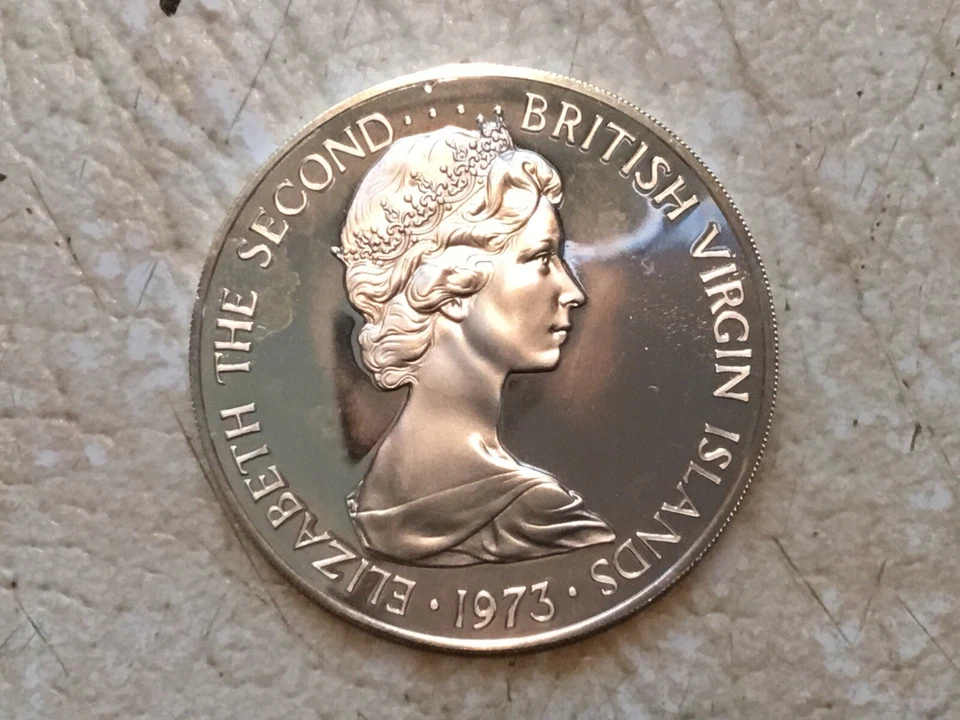 ELIZABETH THE SECOND · · · · BRITISH VIRGIN ISLANDS
· 1973 ·